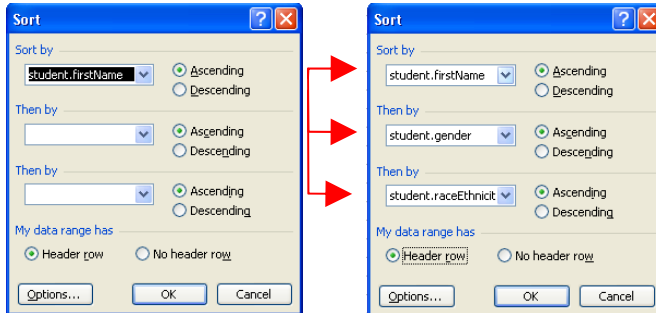 Sort
Sort by
student.firstName
Ascending
Descending
Then by
Ascending
Descending
Then by
Ascending
Descending
My data range has
Header row
No header row
Options...
OK
Cancel
Sort
Sort by
student.firstName
Ascending
Descending
Then by
student.gender
Ascending
Descending
Then by
student.raceEthnicit
Ascending
Descending
My data range has
Header row
No header row
Options...
OK
Cancel